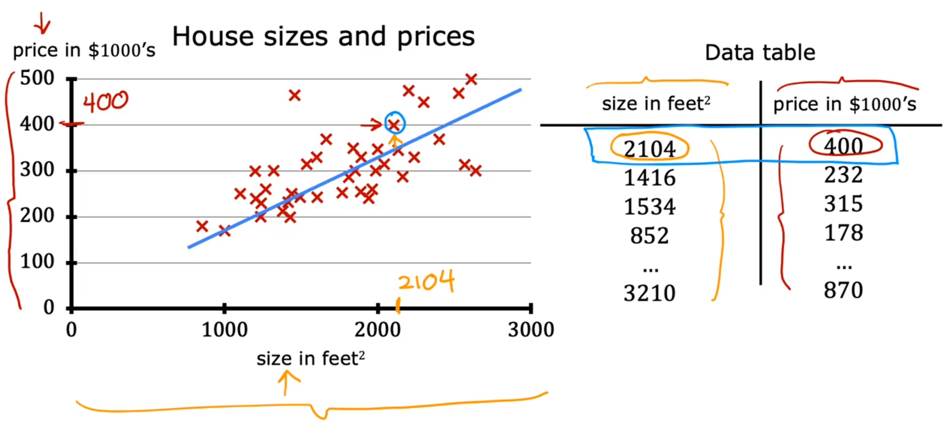 House sizes and prices
price in $1000's
500
400
400
300
200
100
0
2104
0 1000 2000 3000
size in feet²
Data table
size in feet² price in $1000's
2104 400
1416 232
1534 315
852 178
... ...
3210 870